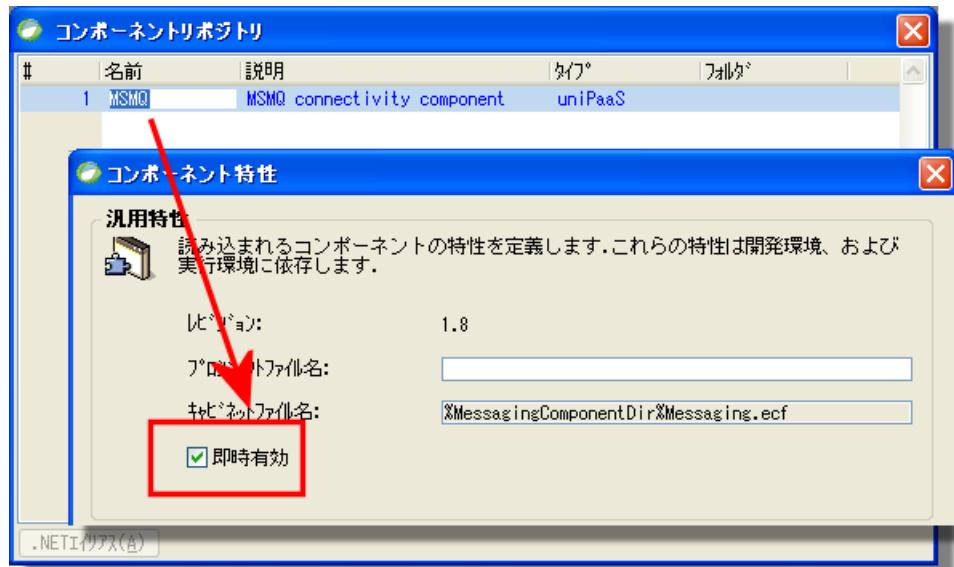 コンポーネントリポジトリ
# 名前 説明 ﾀｲﾌﾟ ﾌｫﾙﾀﾞ
1 MSMQ MSMQ connectivity component uniPaaS
コンポーネント特性
汎用特性
読み込まれるコンポーネントの特性を定義します.これらの特性は開発環境、および
実行環境に依存します.
ﾚﾋﾞｼﾞｮﾝ: 1.8
ﾌﾟﾛｼﾞｪｸﾄﾌｧｲﾙ名:
ｷｬﾋﾞﾈｯﾄﾌｧｲﾙ名: %MessagingComponentDir%Messaging.ecf
即時有効
.NETｴｲﾘｱｽ(A)